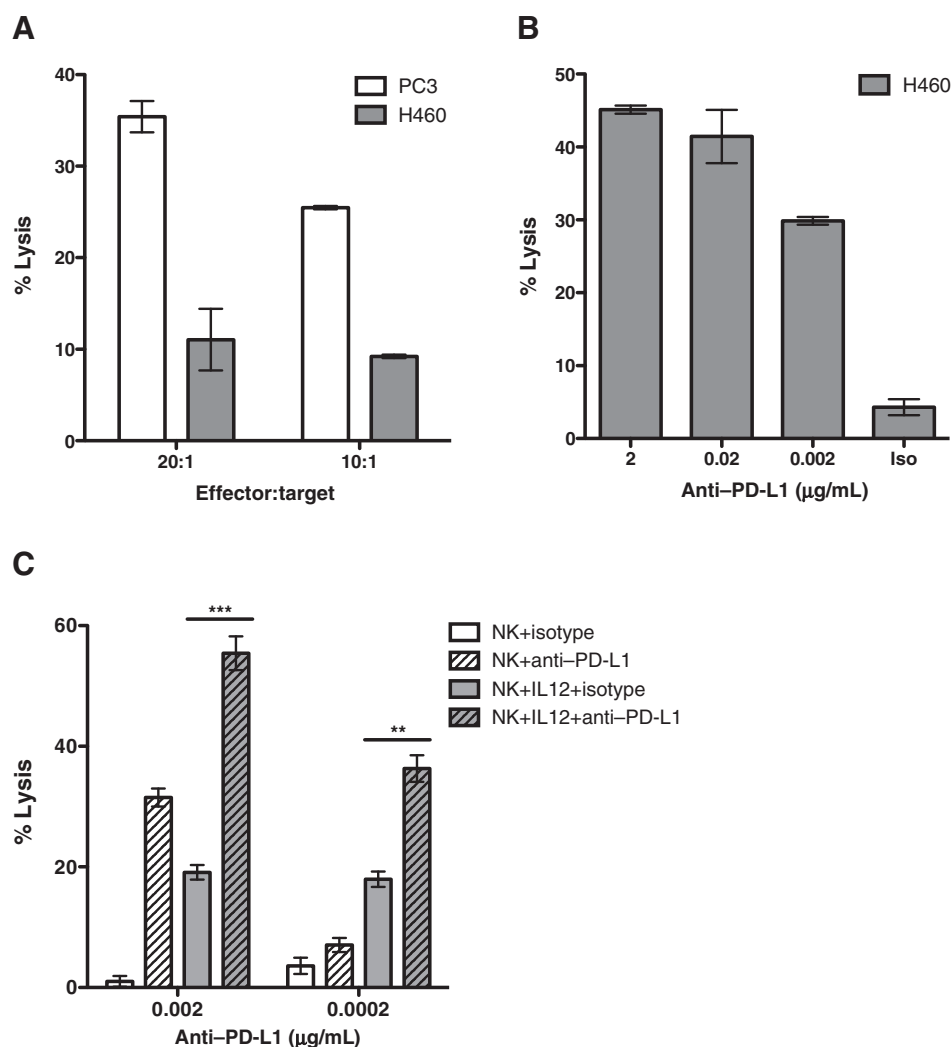 A
40
30
20
10
0
% Lysis
PC3
H460
20:1 10:1
Effector:target
B
50
40
30
20
10
0
% Lysis
H460
2 0.02 0.002 Iso
Anti–PD-L1 (μg/mL)
C
60
40
20
0
% Lysis
***
**
NK+isotype
NK+anti–PD-L1
NK+IL12+isotype
NK+IL12+anti–PD-L1
0.002 0.0002
Anti–PD-L1 (μg/mL)